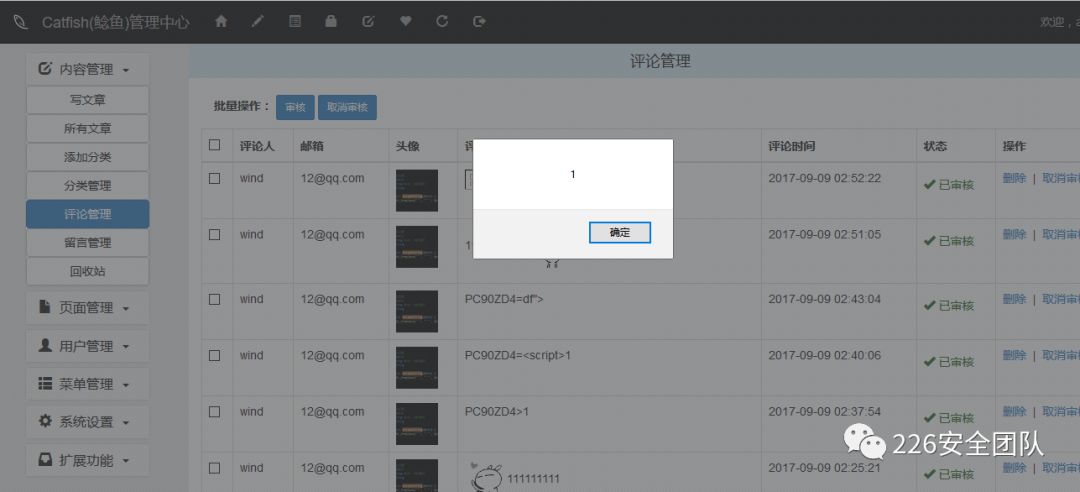 Catfish(鲶鱼)管理中心
欢迎，a
内容管理
写文章
所有文章
添加分类
分类管理
评论管理
留言管理
回收站
页面管理
用户管理
菜单管理
系统设置
扩展功能
评论管理
批量操作： 审核 取消审核
评论人 邮箱 头像 评论时间 状态 操作
wind 12@qq.com 2017-09-09 02:52:22 已审核 删除 | 取消审核
wind 12@qq.com 2017-09-09 02:51:05 已审核 删除 | 取消审核
wind 12@qq.com PC90ZD4=df"> 2017-09-09 02:43:04 已审核 删除 | 取消审核
wind 12@qq.com PC90ZD4=<script>1 2017-09-09 02:40:06 已审核 删除 | 取消审核
wind 12@qq.com PC90ZD4>1 2017-09-09 02:37:54 已审核 删除 | 取消审核
wind 12@qq.com 111111111 2017-09-09 02:25:21 已审核 删除 | 取消审核
1
确定
226安全团队